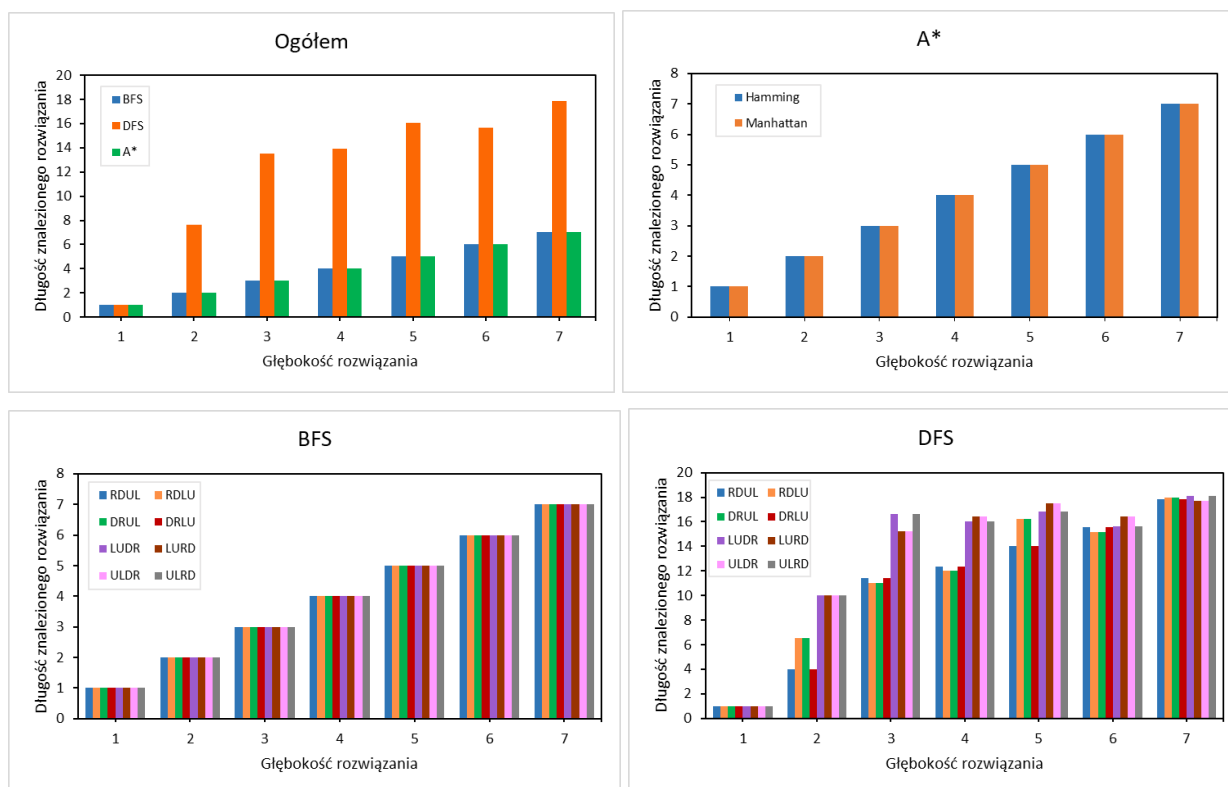 Ogółem
Długość znalezionego rozwiązania
20
18
16
14
12
10
8
6
4
2
0
BFS
DFS
A*
1 2 3 4 5 6 7
Głębokość rozwiązania
A*
Długość znalezionego rozwiązania
8
7
6
5
4
3
2
1
0
Hamming
Manhattan
1 2 3 4 5 6 7
Głębokość rozwiązania
BFS
Długość znalezionego rozwiązania
8
7
6
5
4
3
2
1
0
RDUL RDLU
DRUL DRLU
LUDR LURD
ULDR ULRD
1 2 3 4 5 6 7
Głębokość rozwiązania
DFS
Długość znalezionego rozwiązania
20
18
16
14
12
10
8
6
4
2
0
RDUL RDLU
DRUL DRLU
LUDR LURD
ULDR ULRD
1 2 3 4 5 6 7
Głębokość rozwiązania